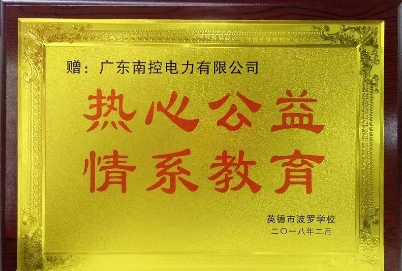 赠：广东南控电力有限公司
热心公益
情系教育
英德市波罗学校
二〇一八年二月